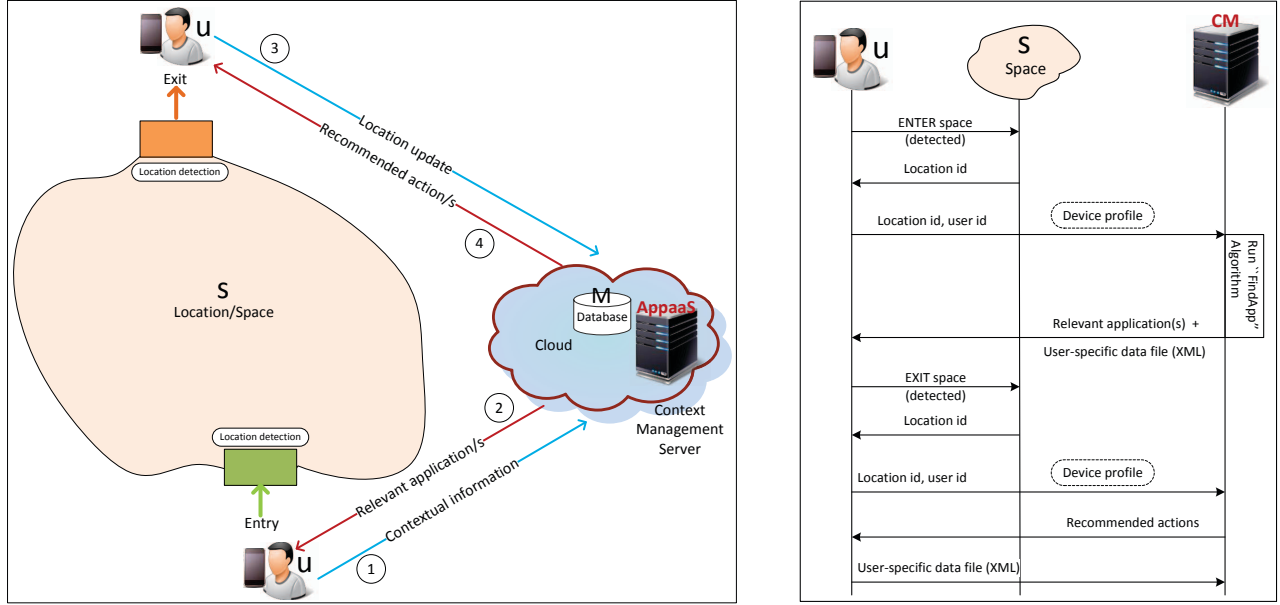 u
3
Exit
Location update
Recommended action/s
Location detection
4
S
Location/Space
M
Database
AppaaS
Cloud
2
Context
Management
Server
Location detection
Relevant application/s
Contextual information
Entry
u
1
u
S
Space
CM
ENTER space
(detected)
Location id
Location id, user id
Device profile
Run ``FindApp”
Algorithm
Relevant application(s) +
User-specific data file (XML)
EXIT space
(detected)
Location id
Location id, user id
Device profile
Recommended actions
User-specific data file (XML)